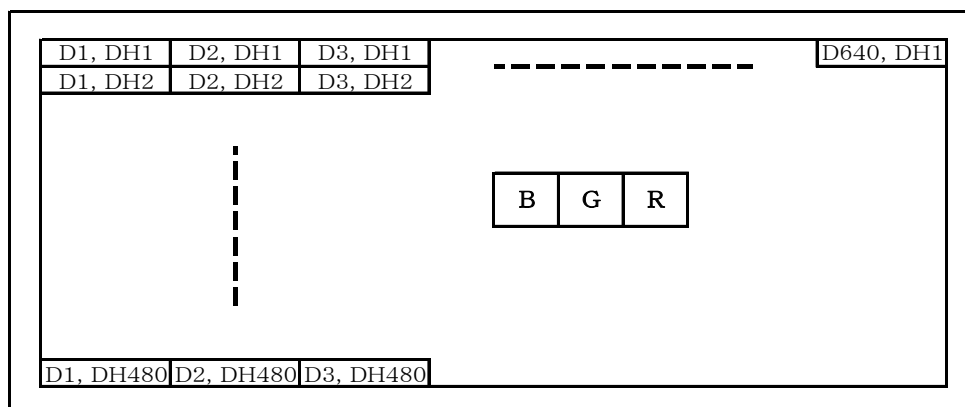 D1, DH1 D2, DH1 D3, DH1 D640, DH1
D1, DH2 D2, DH2 D3, DH2
B G R
D1, DH480 D2, DH480 D3, DH480